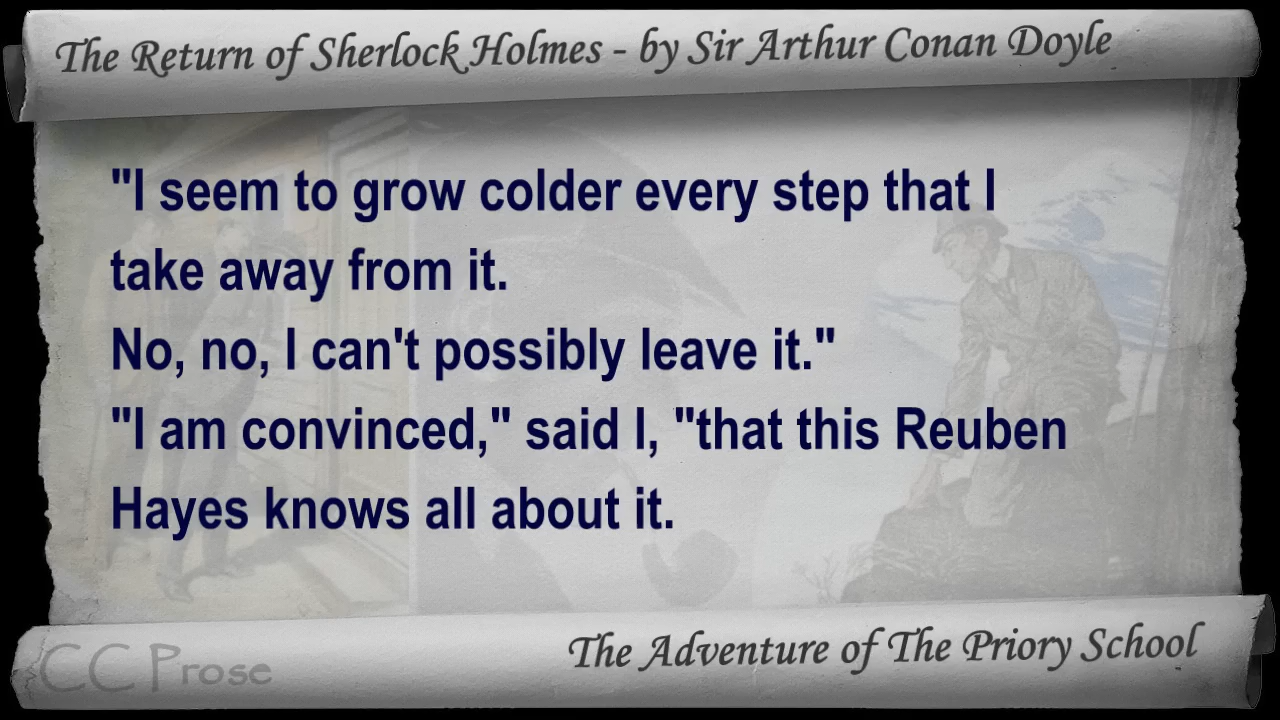 The Return of Sherlock Holmes - by Sir Arthur Conan Doyle
"I seem to grow colder every step that I
take away from it.
No, no, I can't possibly leave it."
"I am convinced," said I, "that this Reuben
Hayes knows all about it.
CC Prose
The Adventure of The Priory School